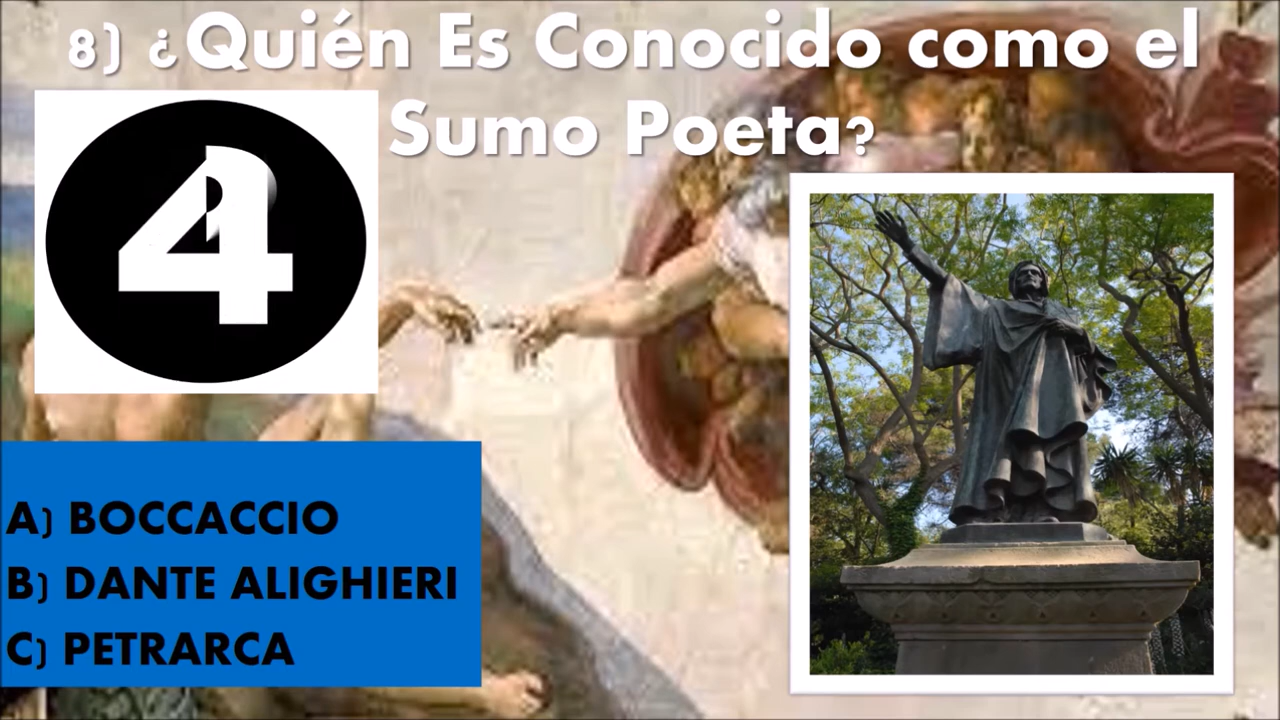 8) ¿Quién Es Conocido como el
Sumo Poeta?
4
A) BOCCACCIO
B) DANTE ALIGHIERI
C) PETRARCA